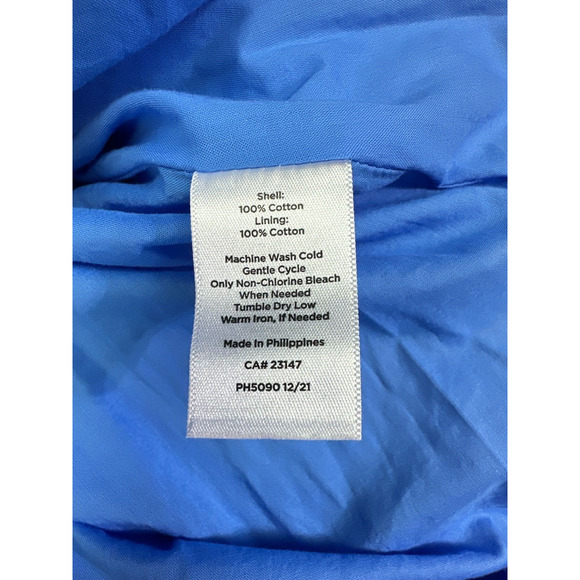 Shell:
100% Cotton
Lining:
100% Cotton
Machine Wash Cold
Gentle Cycle
Only Non-Chlorine Bleach
When Needed
Tumble Dry Low
Warm Iron, If Needed
Made In Philippines
CA# 23147
PH5090 12/21